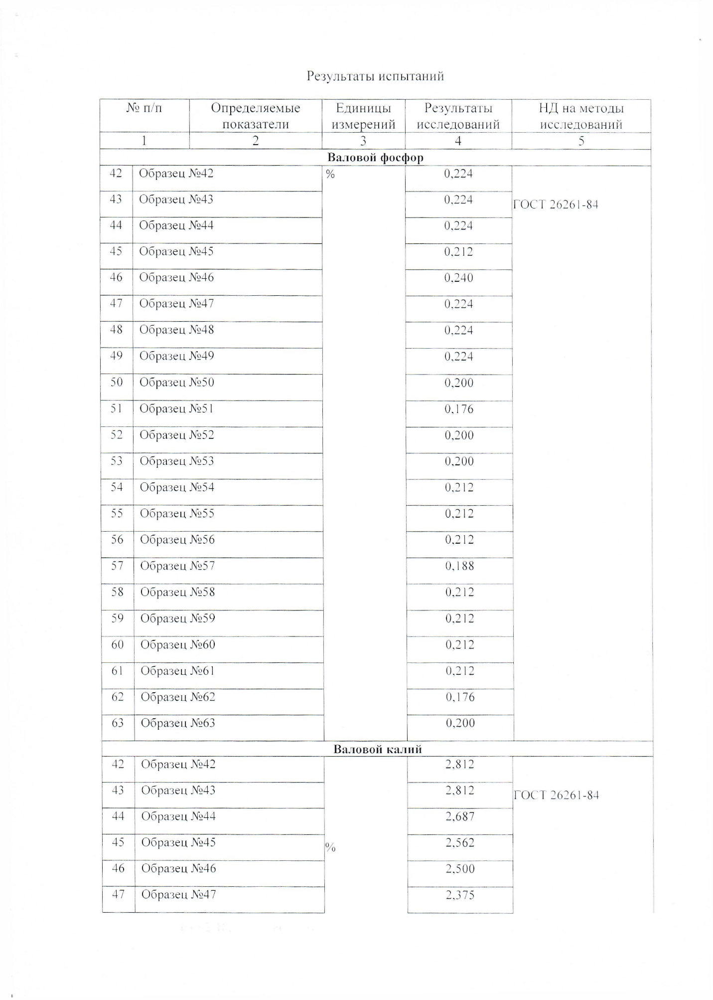 Результаты испытаний
№ п/п Определяемые показатели Единицы измерений Результаты исследований НД на методы исследований
1 2 3 4 5
Валовой фосфор
42 Образец №42 % 0,224
43 Образец №43 0,224 ГОСТ 26261-84
44 Образец №44 0,224
45 Образец №45 0,212
46 Образец №46 0,240
47 Образец №47 0,224
48 Образец №48 0,224
49 Образец №49 0,224
50 Образец №50 0,200
51 Образец №51 0,176
52 Образец №52 0,200
53 Образец №53 0,200
54 Образец №54 0,212
55 Образец №55 0,212
56 Образец №56 0,212
57 Образец №57 0,188
58 Образец №58 0,212
59 Образец №59 0,212
60 Образец №60 0,212
61 Образец №61 0,212
62 Образец №62 0,176
63 Образец №63 0,200
Валовой калий
42 Образец №42 2,812
43 Образец №43 2,812 ГОСТ 26261-84
44 Образец №44 2,687
45 Образец №45 % 2,562
46 Образец №46 2,500
47 Образец №47 2,375